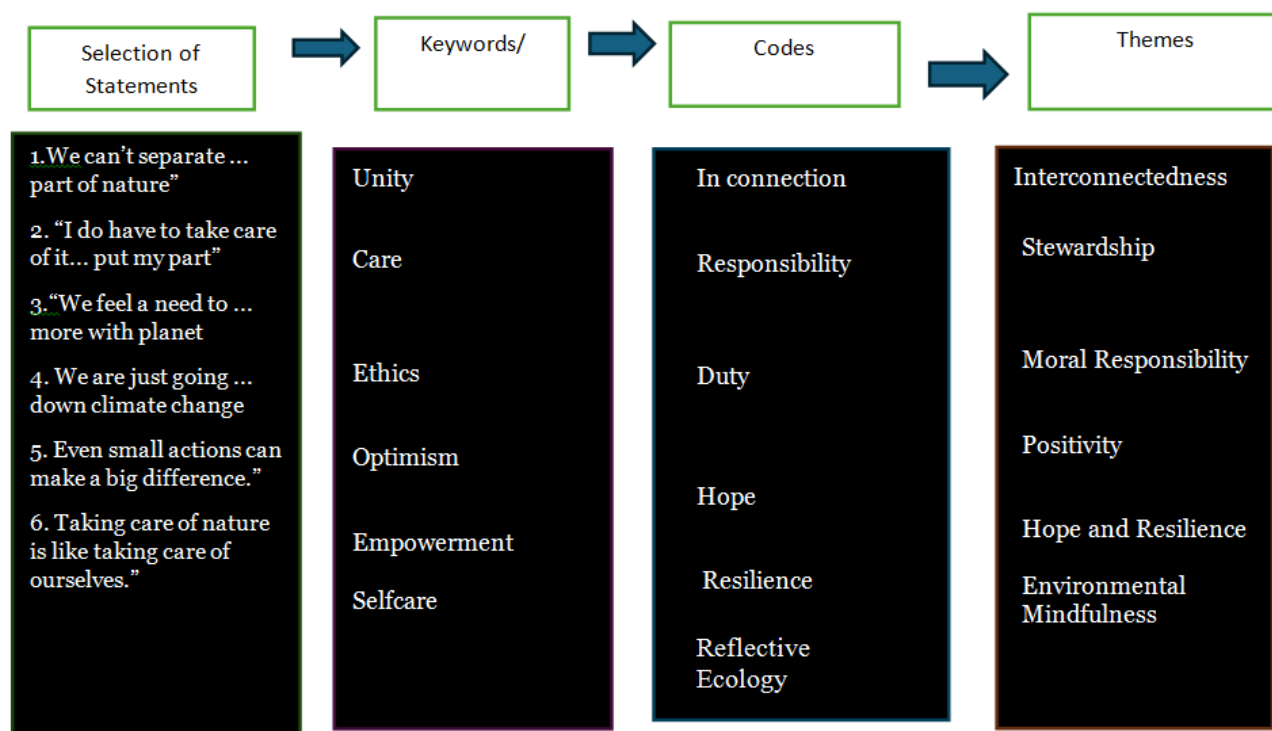 Selection of
Statements
Keywords/
Codes
Themes
1.We can’t separate ...
part of nature”
2. “I do have to take care
of it... put my part”
3.“We feel a need to ...
more with planet
4. We are just going ...
down climate change
5. Even small actions can
make a big difference.”
6. Taking care of nature
is like taking care of
ourselves.”
Unity
Care
Ethics
Optimism
Empowerment
Selfcare
In connection
Responsibility
Duty
Hope
Resilience
Reflective
Ecology
Interconnectedness
Stewardship
Moral Responsibility
Positivity
Hope and Resilience
Environmental
Mindfulness